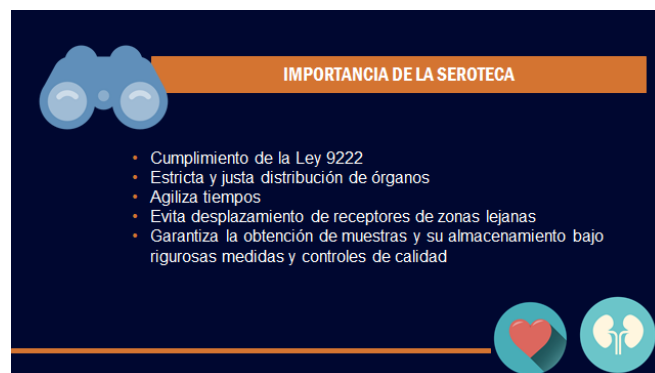 IMPORTANCIA DE LA SEROTECA
• Cumplimiento de la Ley 9222
• Estricta y justa distribución de órganos
• Agiliza tiempos
• Evita desplazamiento de receptores de zonas lejanas
• Garantiza la obtención de muestras y su almacenamiento bajo
rigurosas medidas y controles de calidad